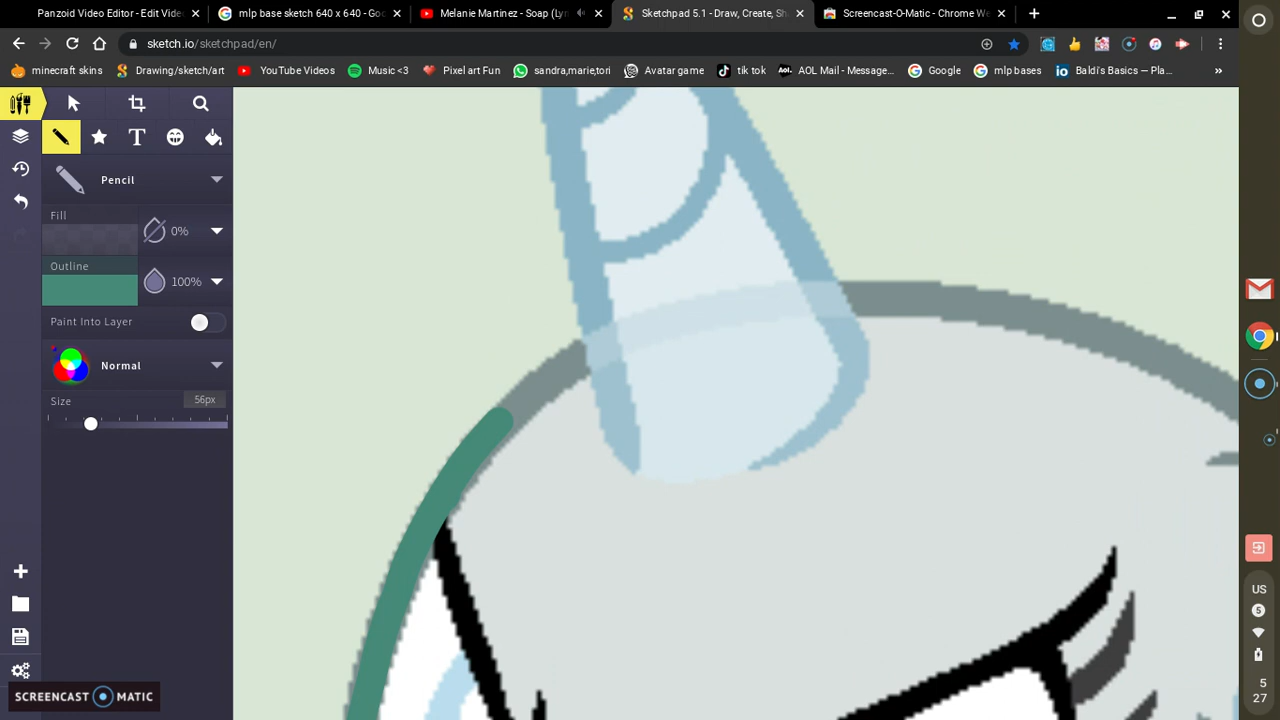 Panzoid Video Editor - Edit Vide
mlp base sketch 640 x 640 - Goo
Melanie Martinez - Soap (Lyr
Sketchpad 5.1 - Draw, Create, Sh
Screencast-O-Matic - Chrome We
sketch.io/sketchpad/en/
minecraft skins
Drawing/sketch/art
YouTube Videos
Music <3
Pixel art Fun
sandra,marie,tori
Avatar game
tik tok
AOL Mail - Message...
Google
mlp bases
Baldi's Basics — Pla...
»
Pencil
Fill
0%
Outline
100%
Paint Into Layer
Normal
Size
56px
SCREENCAST MATIC
US
5
5
27